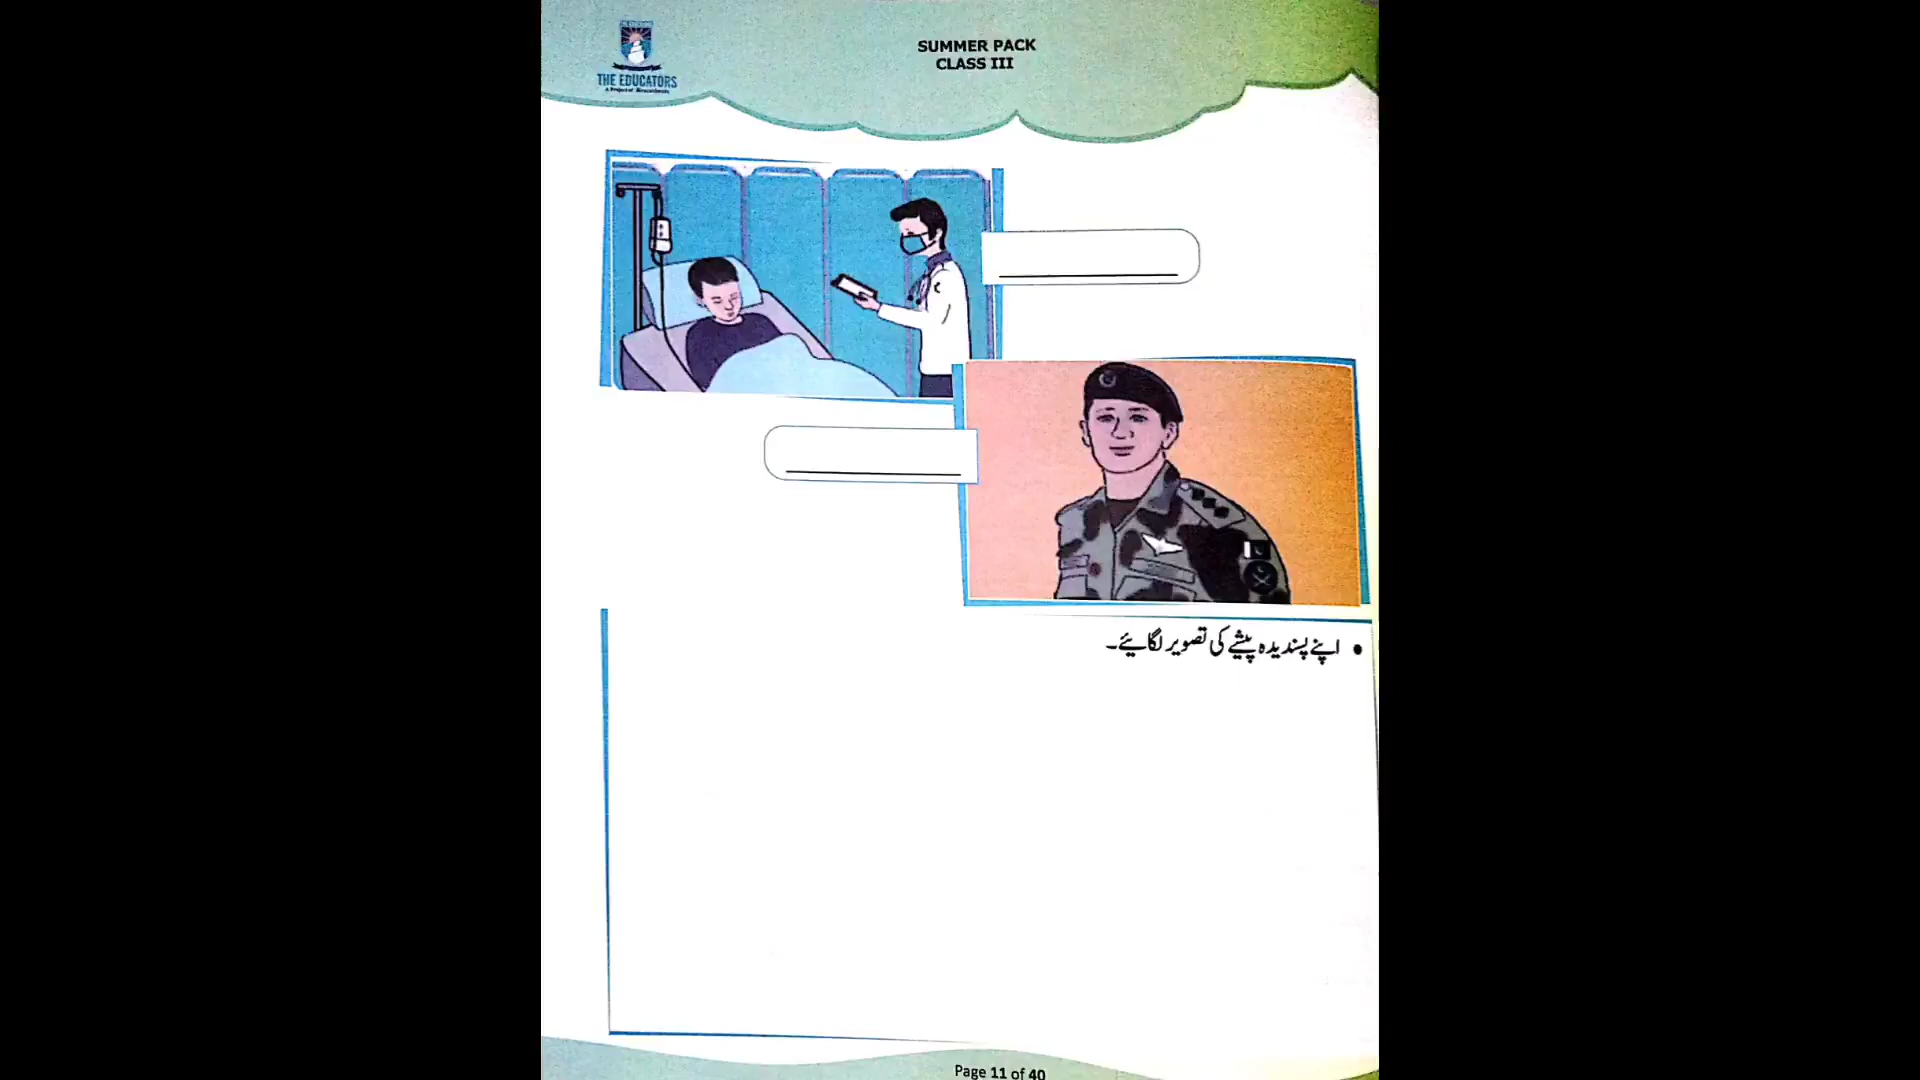 THE EDUCATORS
SUMMER PACK
CLASS III
اپنے پسندیدہ پیشے کی تصویر لگائیے۔
Page 11 of 40